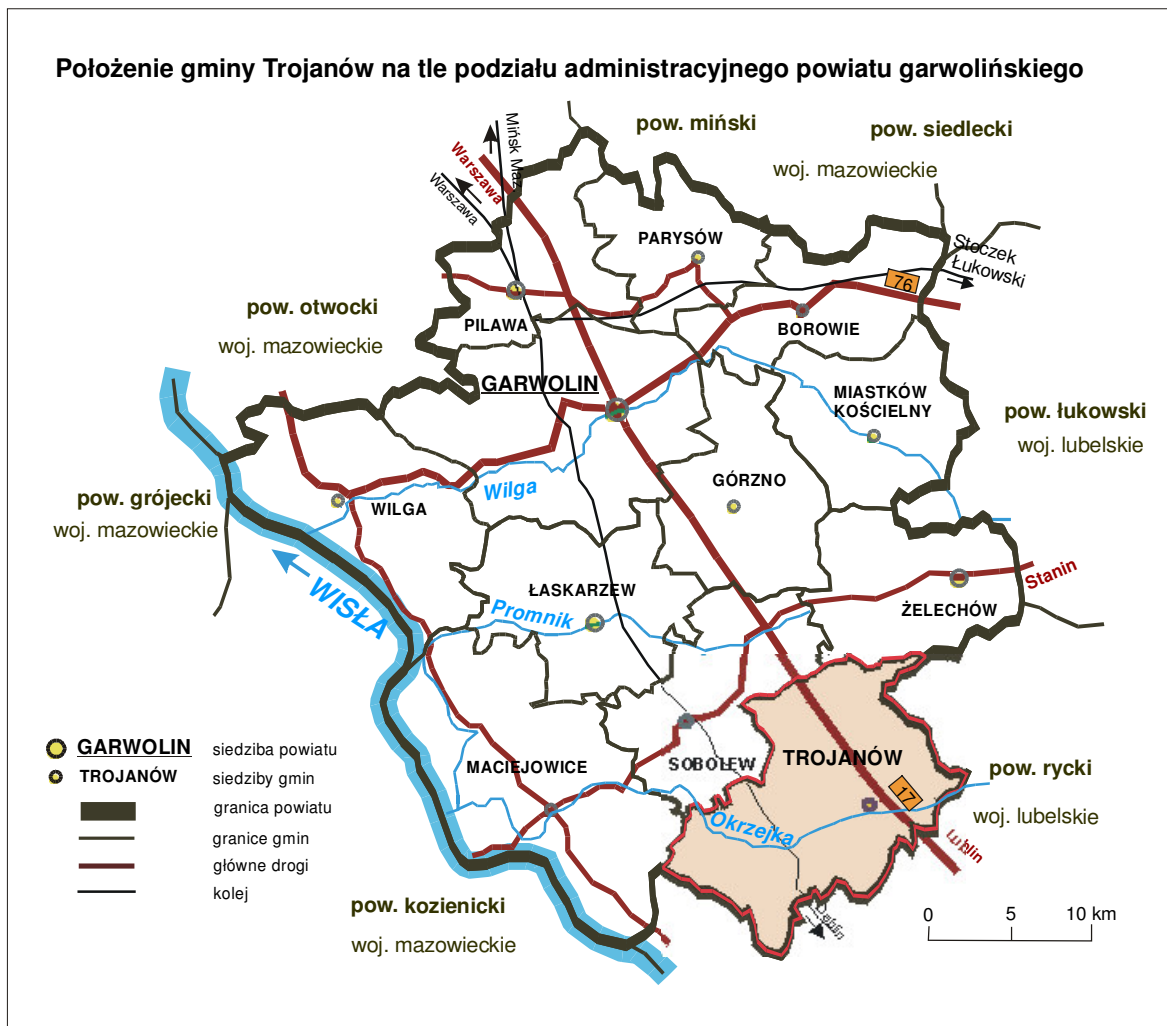 Położenie gminy Trojanów na tle podziału administracyjnego powiatu garwolińskiego
pow. miński
pow. siedlecki
woj. mazowieckie
Mińsk Maz.
Warszawa
Warszawa
PARYSÓW
Stoczek
Łukowski
76
pow. otwocki
woj. mazowieckie
PILAWA
BOROWIE
GARWOLIN
MIASTKÓW
KOŚCIELNY
pow. łukowski
woj. lubelskie
pow. grójecki
woj. mazowieckie
WILGA
Wilga
GÓRZNO
WISŁA
ŁASKARZEW
Promnik
Stanin
ŻELECHÓW
MACIEJOWICE
SOBOLEW
TROJANÓW
17
Okrzejka
pow. rycki
woj. lubelskie
Lublin
Dęblin
GARWOLIN siedziba powiatu
TROJANÓW siedziby gmin
granica powiatu
granice gmin
główne drogi
kolej
pow. kozienicki
woj. mazowieckie
0 5 10 km